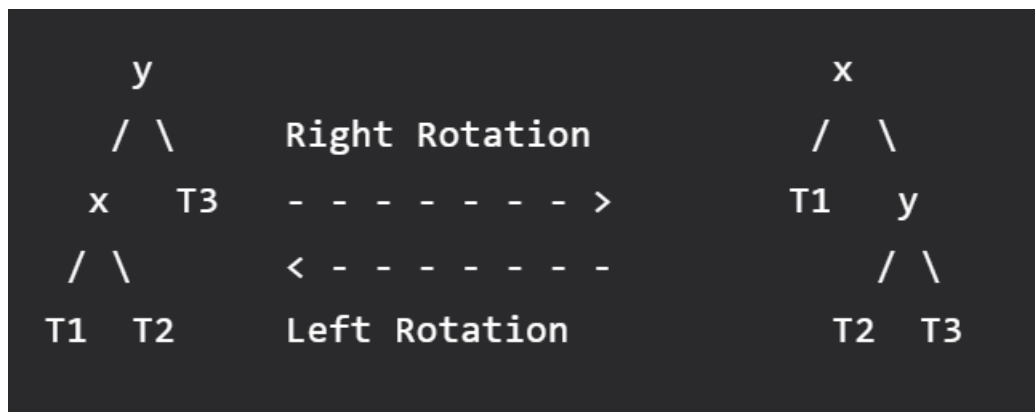 y x
/ \ Right Rotation / \
x T3 - - - - - - - > T1 y
/ \ < - - - - - - - / \
T1 T2 Left Rotation T2 T3